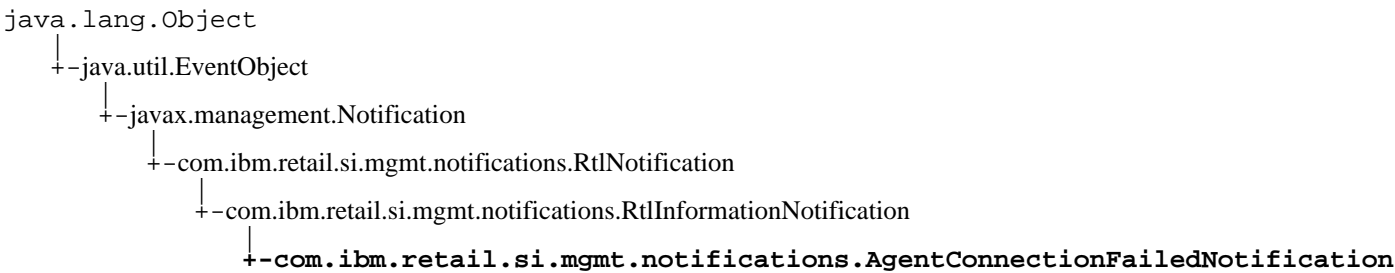 java.lang.Object
|
+-java.util.EventObject
|
+-javax.management.Notification
|
+-com.ibm.retail.si.mgmt.notifications.RtlNotification
|
+-com.ibm.retail.si.mgmt.notifications.RtlInformationNotification
|
+-com.ibm.retail.si.mgmt.notifications.AgentConnectionFailedNotification